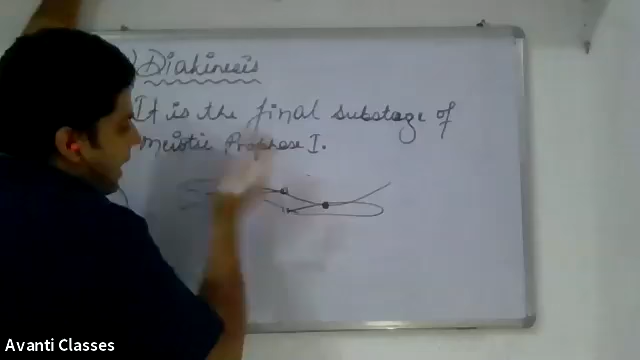 ) Diakinesis
It is the final substage of
meiotic Prophase I.
Avanti Classes